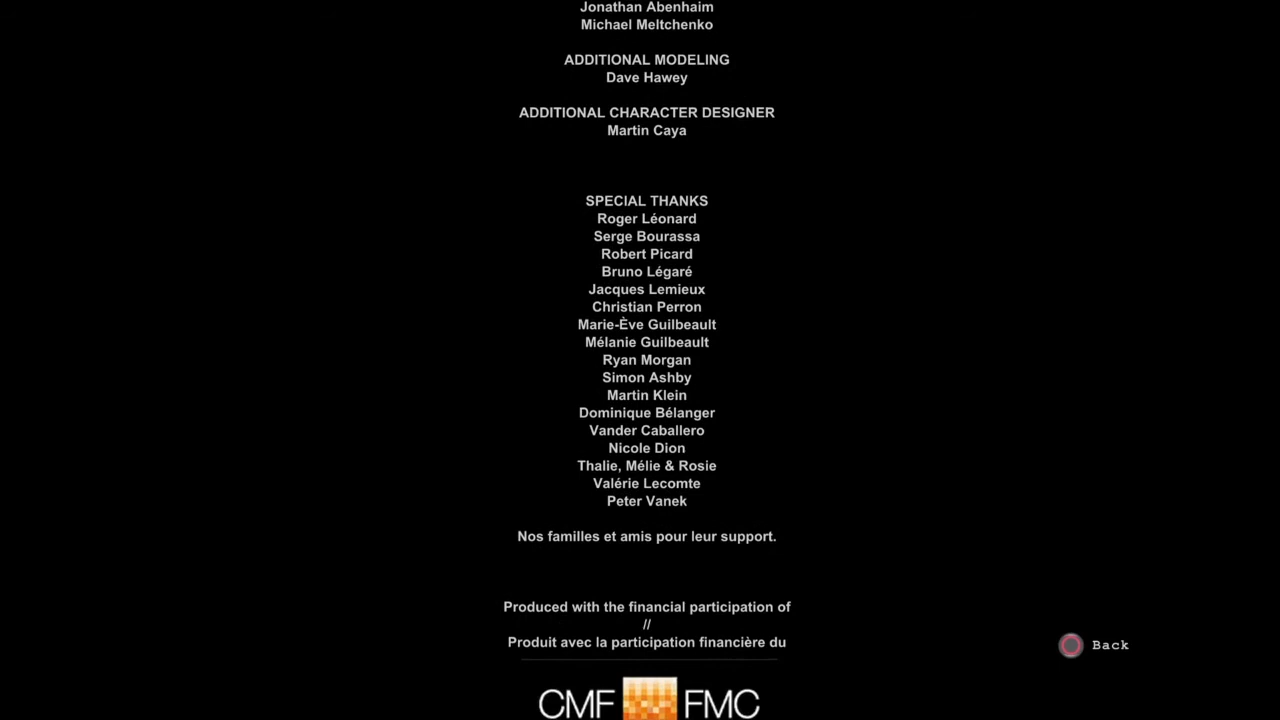 Jonathan Abenhaim
Michael Meltchenko
ADDITIONAL MODELING
Dave Hawey
ADDITIONAL CHARACTER DESIGNER
Martin Caya
SPECIAL THANKS
Roger Léonard
Serge Bourassa
Robert Picard
Bruno Légaré
Jacques Lemieux
Christian Perron
Marie-Ève Guilbeault
Mélanie Guilbeault
Ryan Morgan
Simon Ashby
Martin Klein
Dominique Bélanger
Vander Caballero
Nicole Dion
Thalie, Mélie & Rosie
Valérie Lecomte
Peter Vanek
Nos familles et amis pour leur support.
Produced with the financial participation of
//
Produit avec la participation financière du
Back
CMF FMC